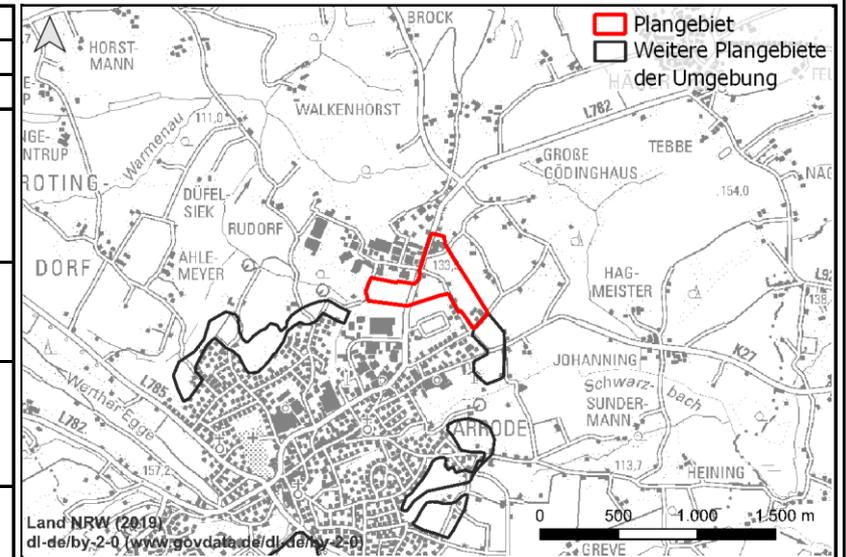 Plangebiet
Weitere Plangebiete
der Umgebung
BROCK
HORST-
MANN
WALKENHORST
L782
TEBBE
GROßE
GÖDINGHAUS
111,0
Warmenau
ROTING-
DORF
DÜFEL-
SIEK
RUDORF
AHLE-
MEYER
154,0
133,
HAG-
MEISTER
138
JOHANNING
K27
Schwarz-
bach
SUNDER-
MANN
L785
Werther Egge
L782
ARRODE
157,2
113,7
HEINING
0 500 1.000 1.500 m
GREVE
Land NRW (2019)
dl-de/by-2-0 (www.govdata.de/dl-de/by-2-0)